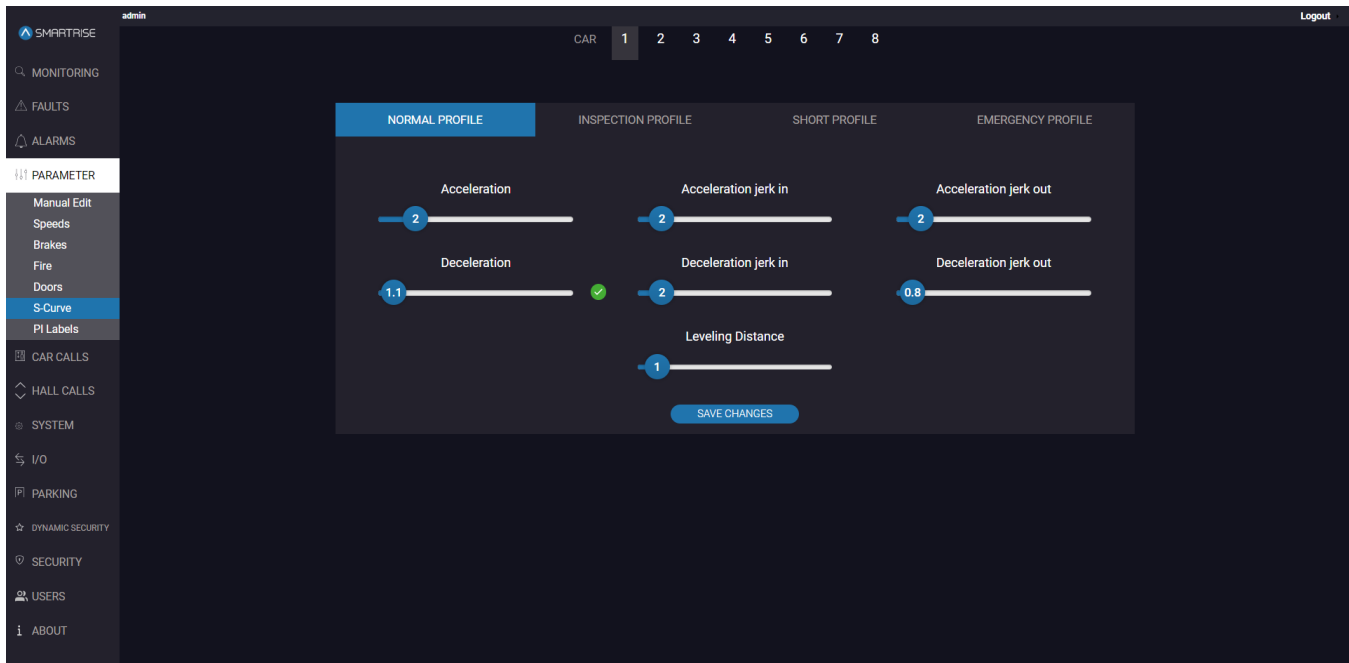 admin
Logout
SMARTRISE
CAR 1 2 3 4 5 6 7 8
MONITORING
FAULTS
ALARMS
PARAMETER
Manual Edit
Speeds
Brakes
Fire
Doors
S-Curve
PI Labels
CAR CALLS
HALL CALLS
SYSTEM
I/O
P PARKING
DYNAMIC SECURITY
SECURITY
USERS
i ABOUT
NORMAL PROFILE INSPECTION PROFILE SHORT PROFILE EMERGENCY PROFILE
Acceleration Acceleration jerk in Acceleration jerk out
2 2 2
Deceleration Deceleration jerk in Deceleration jerk out
1.1 2 0.8
Leveling Distance
1
SAVE CHANGES